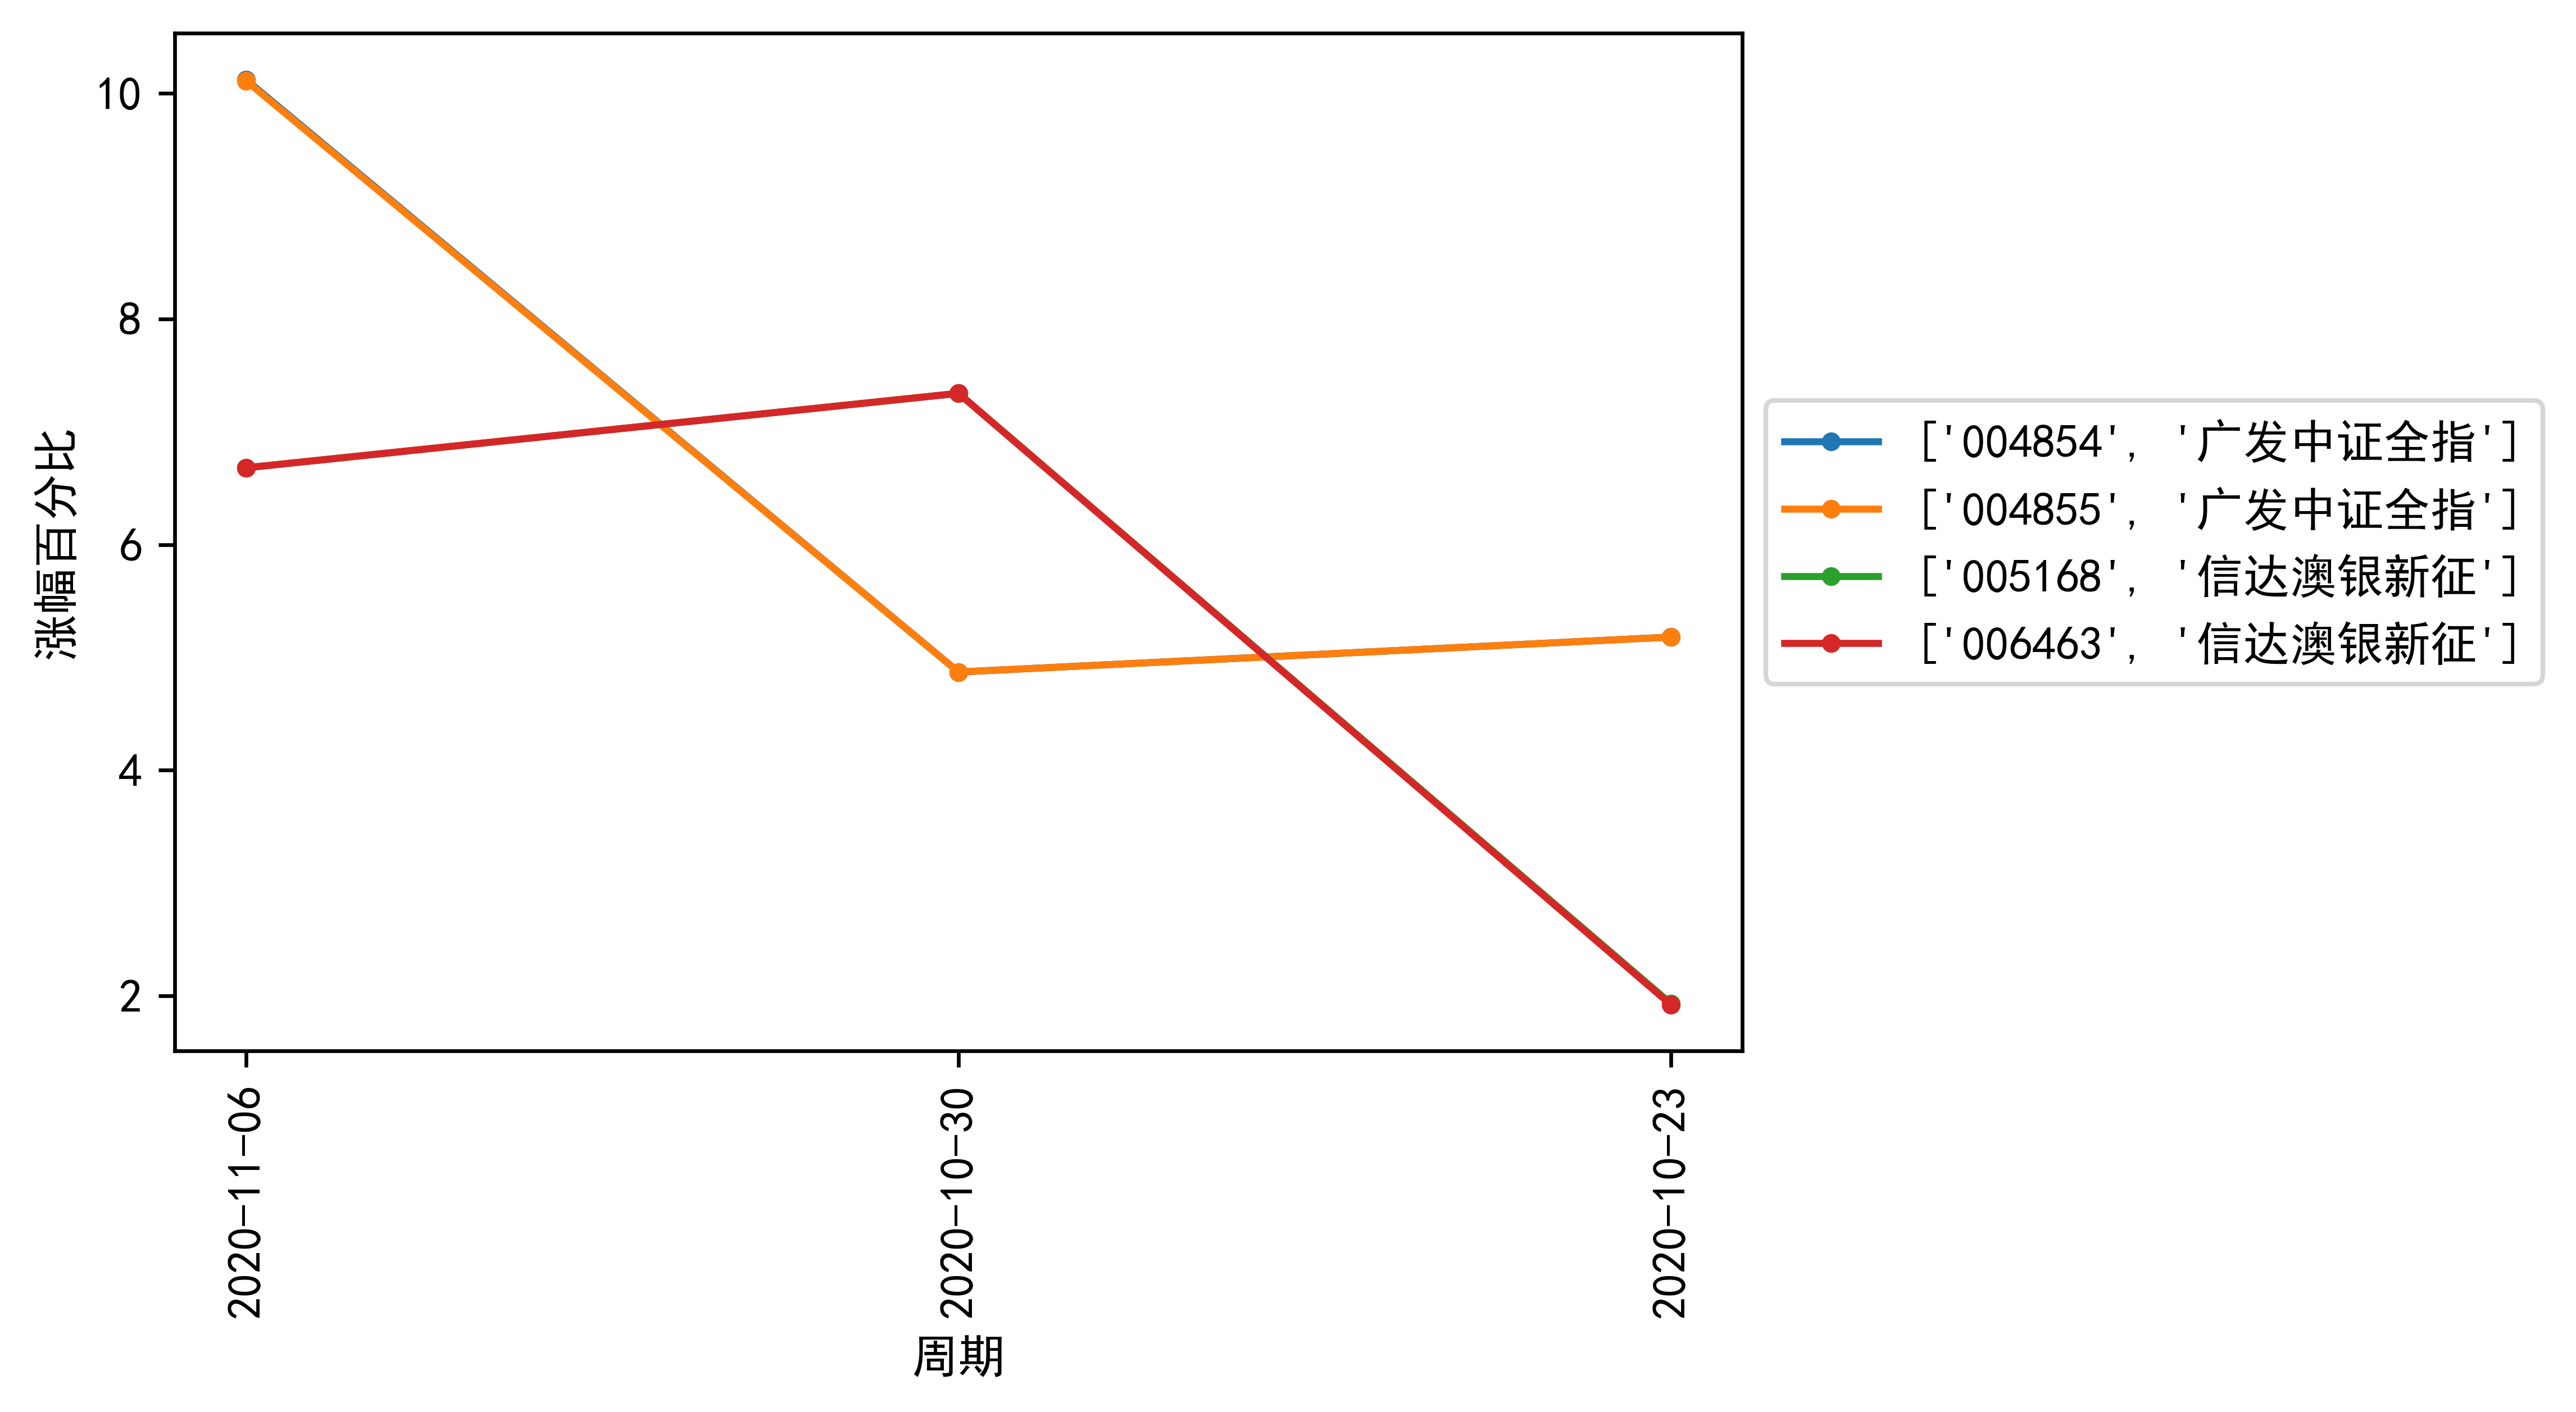 涨幅百分比
10
8
6
4
2
2020-11-06
2020-10-30
2020-10-23
周期
['004854', '广发中证全指']
['004855', '广发中证全指']
['005168', '信达澳银新征']
['006463', '信达澳银新征']